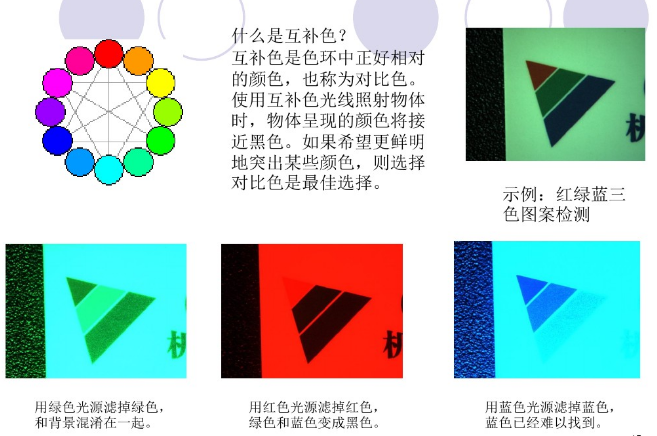 什么是互补色？
互补色是色环中正好相对
的颜色，也称为对比色。
使用互补色光线照射物体
时，物体呈现的颜色将接
近黑色。如果希望更鲜明
地突出某些颜色，则选择
对比色是最佳选择。
示例：红绿蓝三
色图案检测
用绿色光源滤掉绿色，
和背景混淆在一起。
用红色光源滤掉红色，
绿色和蓝色变成黑色。
用蓝色光源滤掉蓝色，
蓝色已经难以找到。